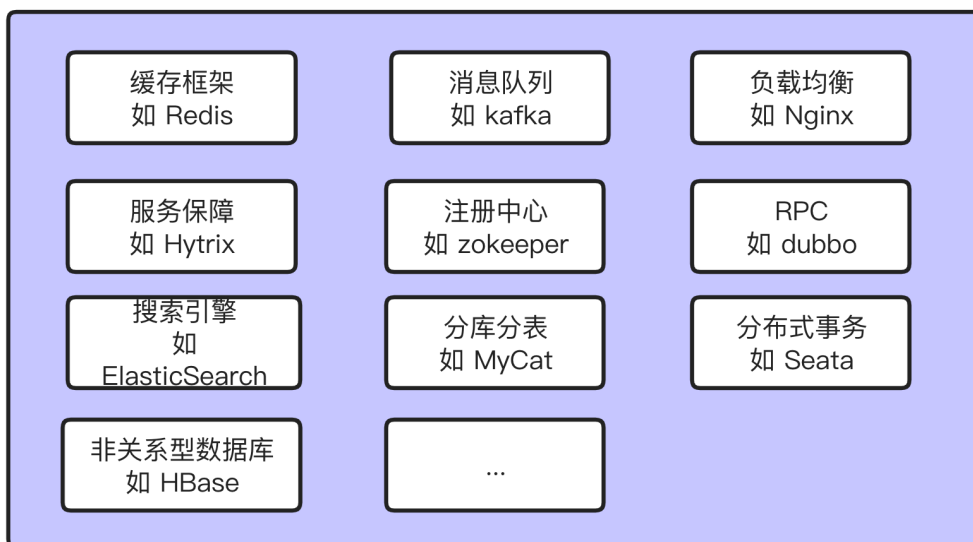 缓存框架
如 Redis
消息队列
如 kafka
负载均衡
如 Nginx
服务保障
如 Hytrix
注册中心
如 zokeeper
RPC
如 dubbo
搜索引擎
如
ElasticSearch
分库分表
如 MyCat
分布式事务
如 Seata
非关系型数据库
如 HBase
...